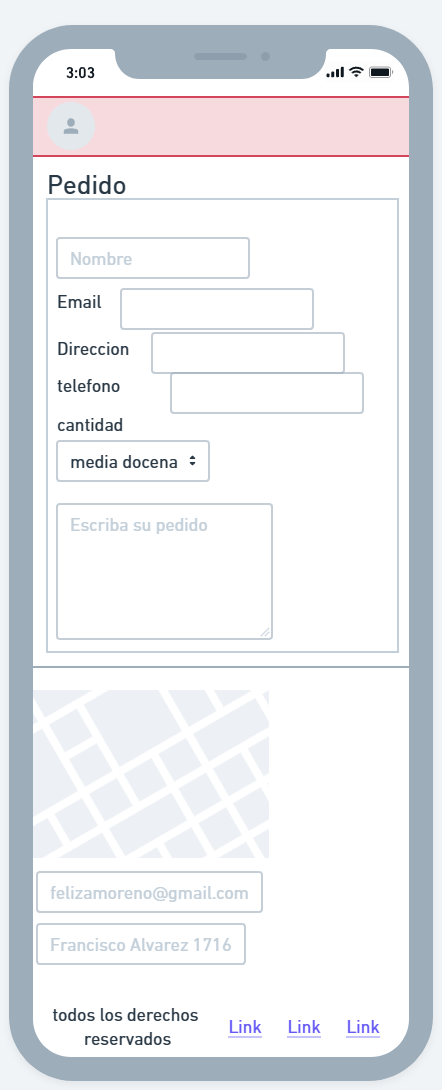 3:03
Pedido
Nombre
Email
Direccion
telefono
cantidad
media docena
Escriba su pedido
felizamoreno@gmail.com
Francisco Alvarez 1716
todos los derechos
reservados
Link Link Link